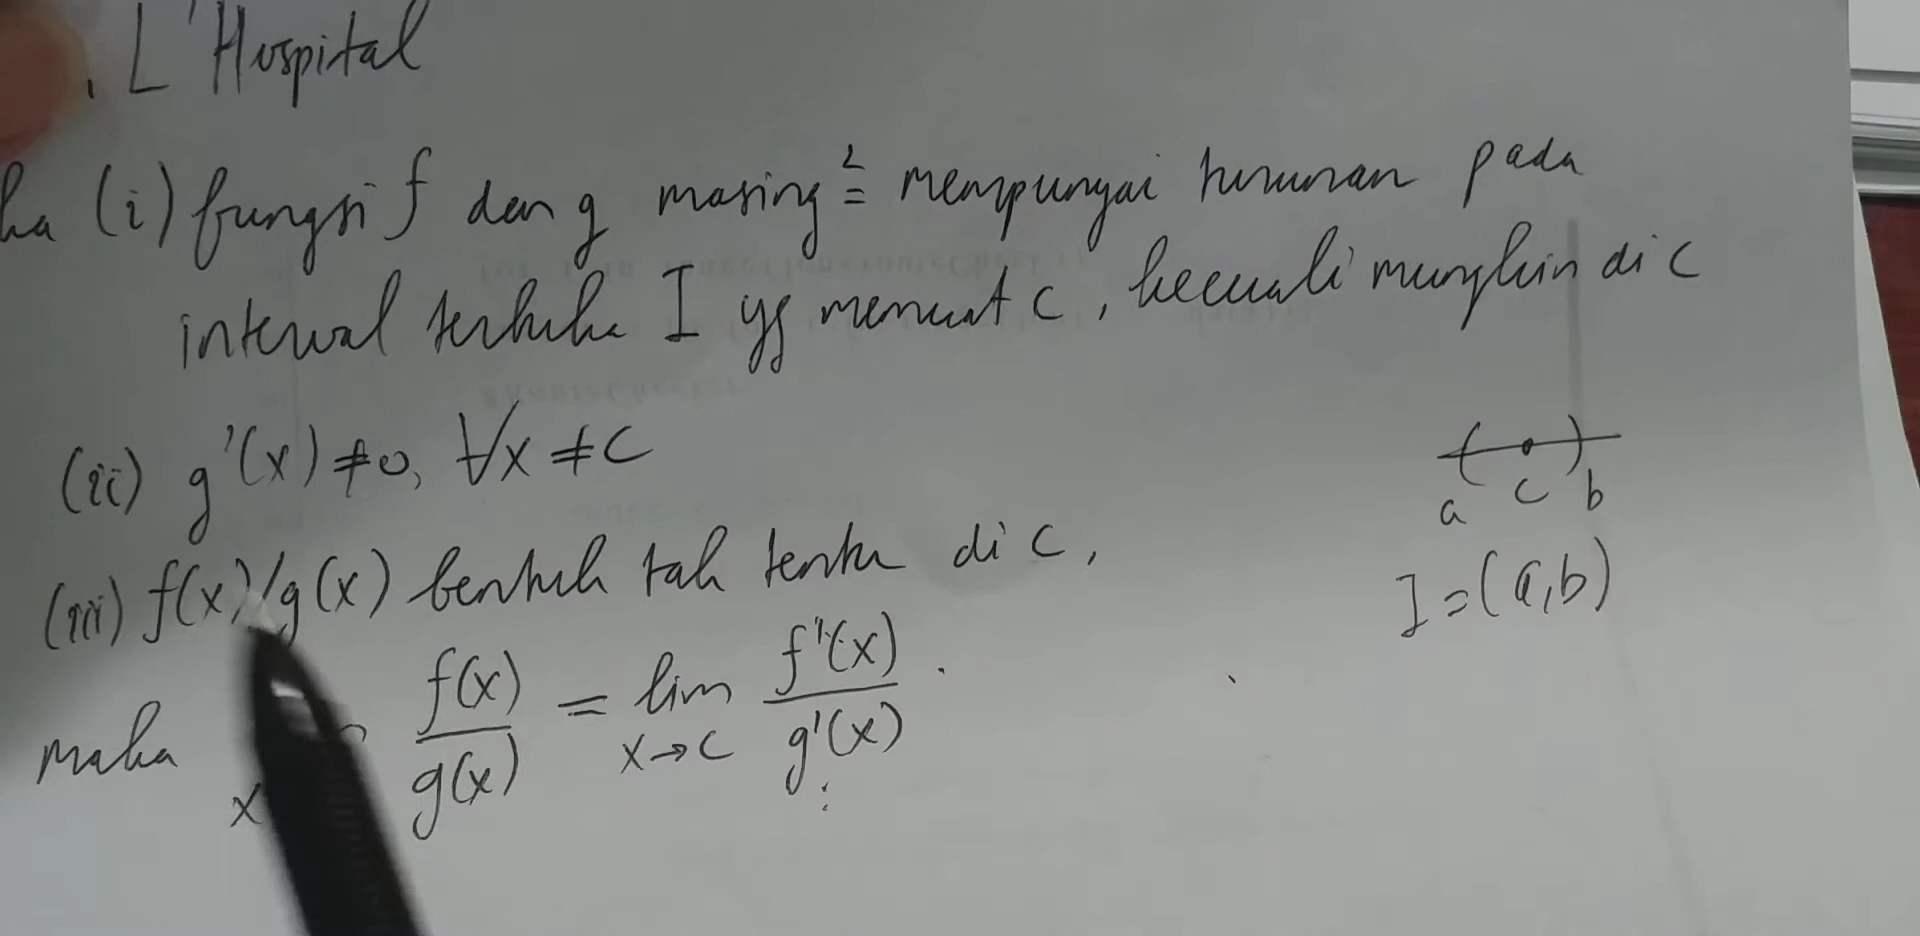 . L'Hospital
ka (i) fungsi f dan g masing² mempunyai turunan pada
interval terbuka I yg memuat c, kecuali mungkin di c
(ii) g'(x) ≠ 0, ∀x ≠ c
a c b
(iii) f(x)/g(x) bentuk tak tentu di c,
I = (a,b)
maka x f(x)/g(x) = lim x→c f'(x)/g'(x) .